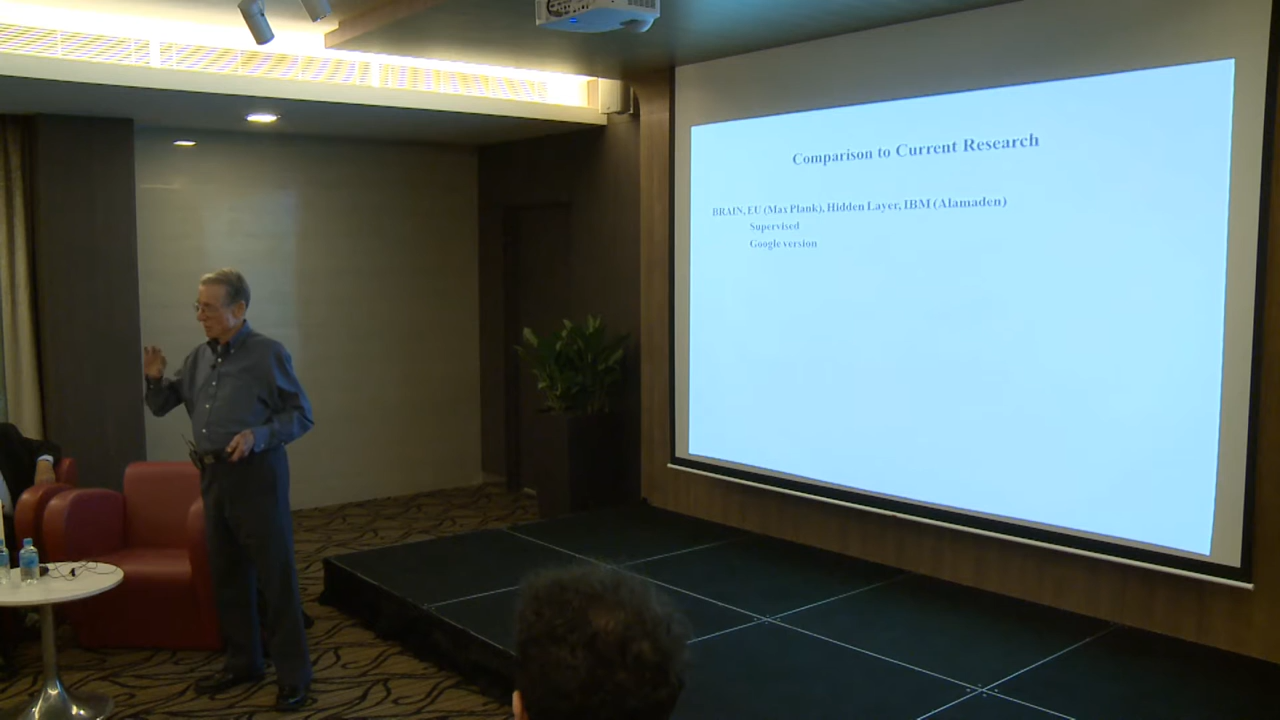 Comparison to Current Research
BRAIN, EU (Max Plank), Hidden Layer, IBM (Alamaden)
Supervised
Google version